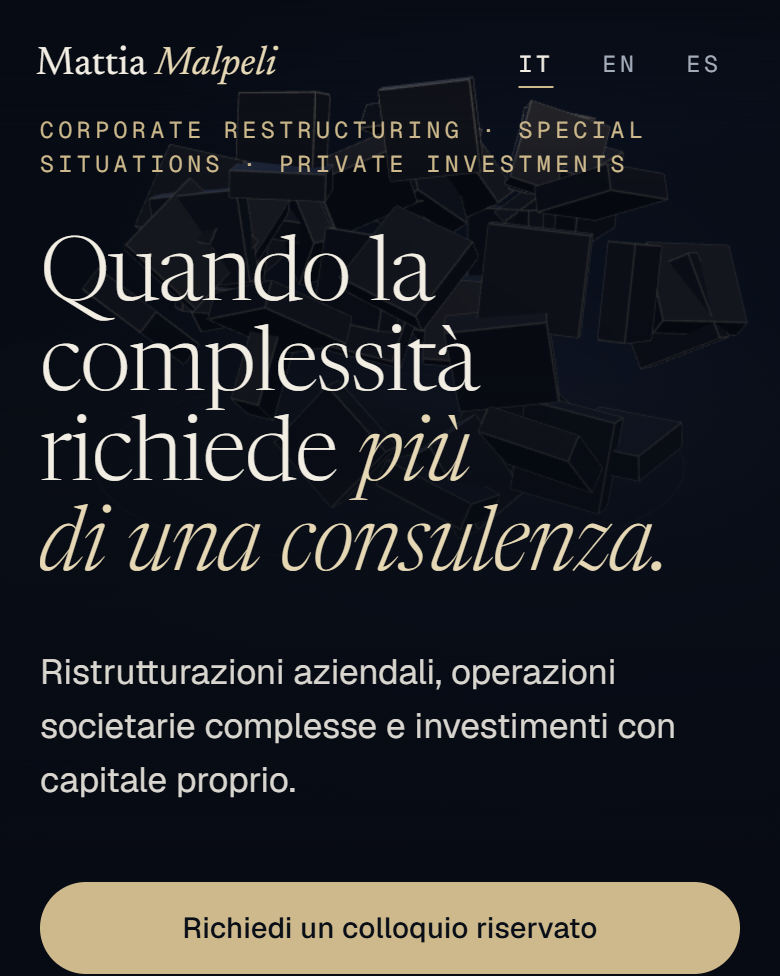 Mattia Malpeli
IT EN ES
CORPORATE RESTRUCTURING · SPECIAL
SITUATIONS · PRIVATE INVESTMENTS
Quando la
complessità
richiede più
di una consulenza.
Ristrutturazioni aziendali, operazioni
societarie complesse e investimenti con
capitale proprio.
Richiedi un colloquio riservato